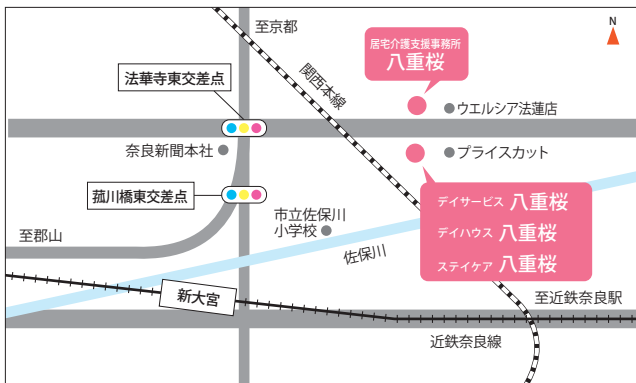 至京都
N
居宅介護支援事務所
八重桜
法華寺東交差点
関西本線
ウエルシア法蓮店
奈良新聞本社
プライスカット
菰川橋東交差点
デイサービス 八重桜
デイハウス 八重桜
ステイケア 八重桜
市立佐保川
小学校
至郡山
佐保川
新大宮
至近鉄奈良駅
近鉄奈良線